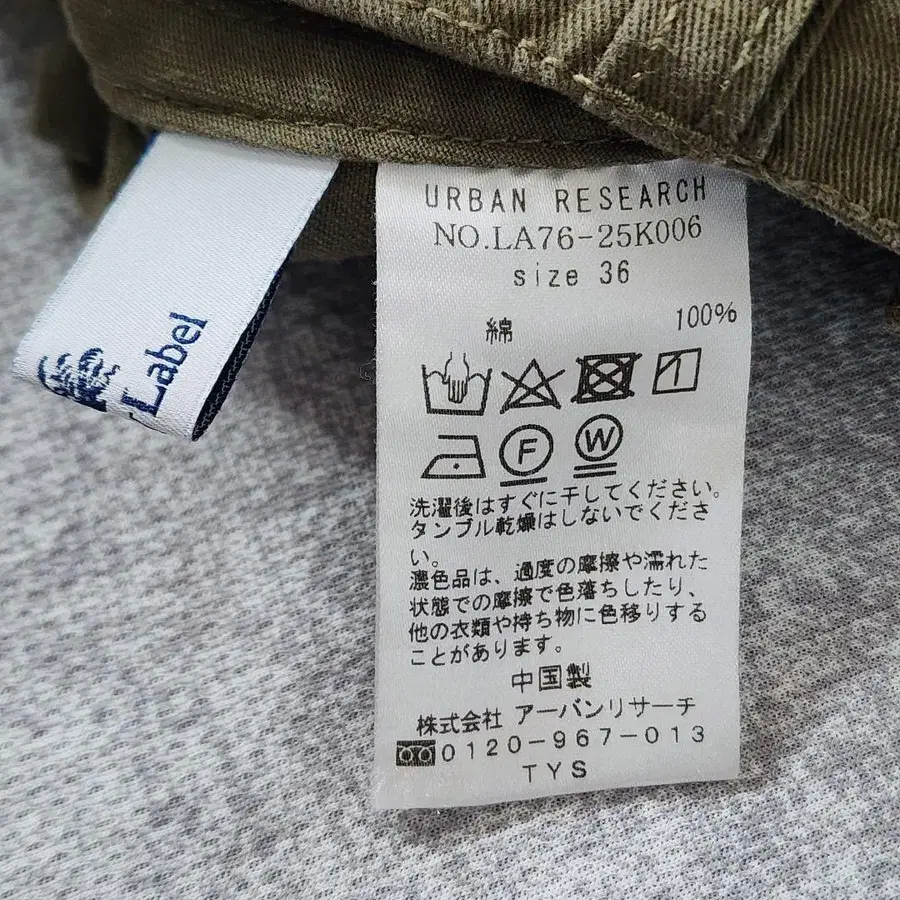 URBAN RESEARCH
NO.LA76-25K006
size 36
綿 100%
F W
洗濯後はすぐに干してください。
タンブル乾燥はしないでくださ
い。
濃色品は、過度の摩擦や濡れた
状態での摩擦で色落ちしたり、
他の衣類や持ち物に色移りする
ことがあります。
中国製
株式会社 アーバンリサーチ
0120-967-013
TYS
Label